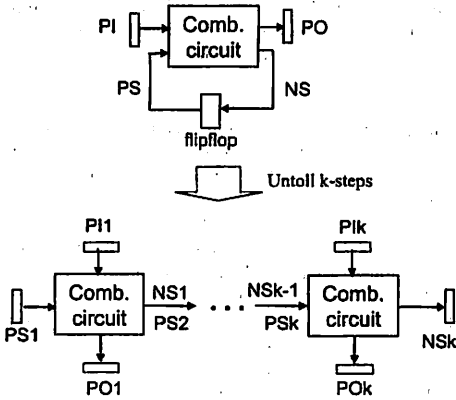 PI
Comb.
circuit
PO
PS
NS
flipflop
Untoll k-steps
PI1
PIk
Comb.
circuit
NS1
PS2
NSk-1
PSk
Comb.
circuit
PS1
NSk
PO1
POk